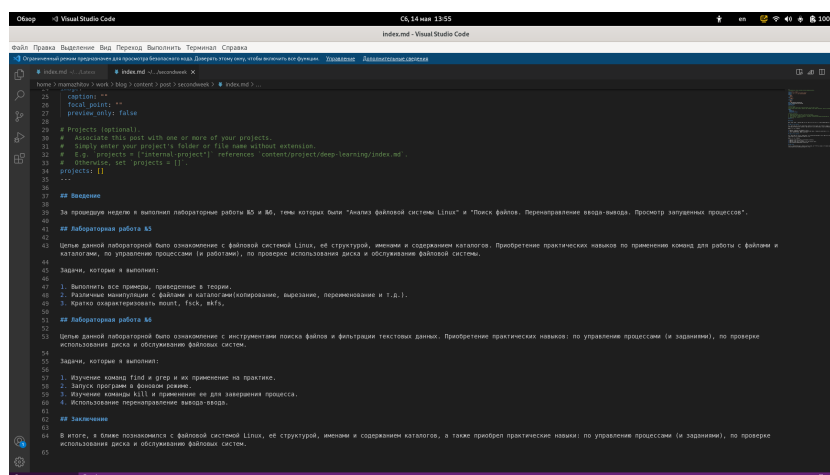 Обзор Visual Studio Code Сб, 14 мая 13:55 en 100
index.md - Visual Studio Code
Файл Правка Выделение Вид Переход Выполнить Терминал Справка
Ограниченный режим предназначен для просмотра безопасного кода. Доверять этому окну, чтобы включить все функции. Управление Дополнительные сведения
index.md index.md ~/.../secondweek
home > mamazhitov > work > blog > content > post > secondweek > index.md > ...
25 caption: ""
26 focal_point: ""
27 preview_only: false
28
29 # Projects (optional).
30 # Associate this post with one or more of your projects.
31 # Simply enter your project's folder or file name without extension.
32 # E.g. `projects = ["internal-project"]` references `content/project/deep-learning/index.md`.
33 # Otherwise, set `projects = []`.
34 projects: []
35 ---
36
37 ## Введение
38
39 За прошедшую неделю я выполнил лабораторные работы №5 и №6, темы которых были "Анализ файловой системы Linux" и "Поиск файлов. Перенаправление ввода-вывода. Просмотр запущенных процессов".
40
41 ## Лабораторная работа №5
42
43 Целью данной лабораторной было ознакомление с файловой системой Linux, её структурой, именами и содержанием каталогов. Приобретение практических навыков по применению команд для работы с файлами и
каталогами, по управлению процессами (и работами), по проверке использования диска и обслуживанию файловой системы.
44
45 Задачи, которые я выполнил:
46
47 1. Выполнить все примеры, приведенные в теории.
48 2. Различные манипуляции с файлами и каталогами(копирование, вырезание, переименование и т.д.).
49 3. Кратко охарактеризовать mount, fsck, mkfs,
50
51 ## Лабораторная работа №6
52
53 Целью данной лабораторной было ознакомление с инструментами поиска файлов и фильтрации текстовых данных. Приобретение практических навыков: по управлению процессами (и заданиями), по проверке
использования диска и обслуживанию файловых систем.
54
55 Задачи, которые я выполнил:
56
57 1. Изучение команд find и grep и их применение на практике.
58 2. Запуск программ в фоновом режиме.
59 3. Изучение команды kill и применение ее для завершения процесса.
60 4. Использование перенаправление вывода-ввода.
61
62 ## Заключение
63
64 В итоге, я ближе познакомился с файловой системой Linux, её структурой, именами и содержанием каталогов, а также приобрел практические навыки: по управлению процессами (и заданиями), по проверке
использования диска и обслуживанию файловых систем.
65